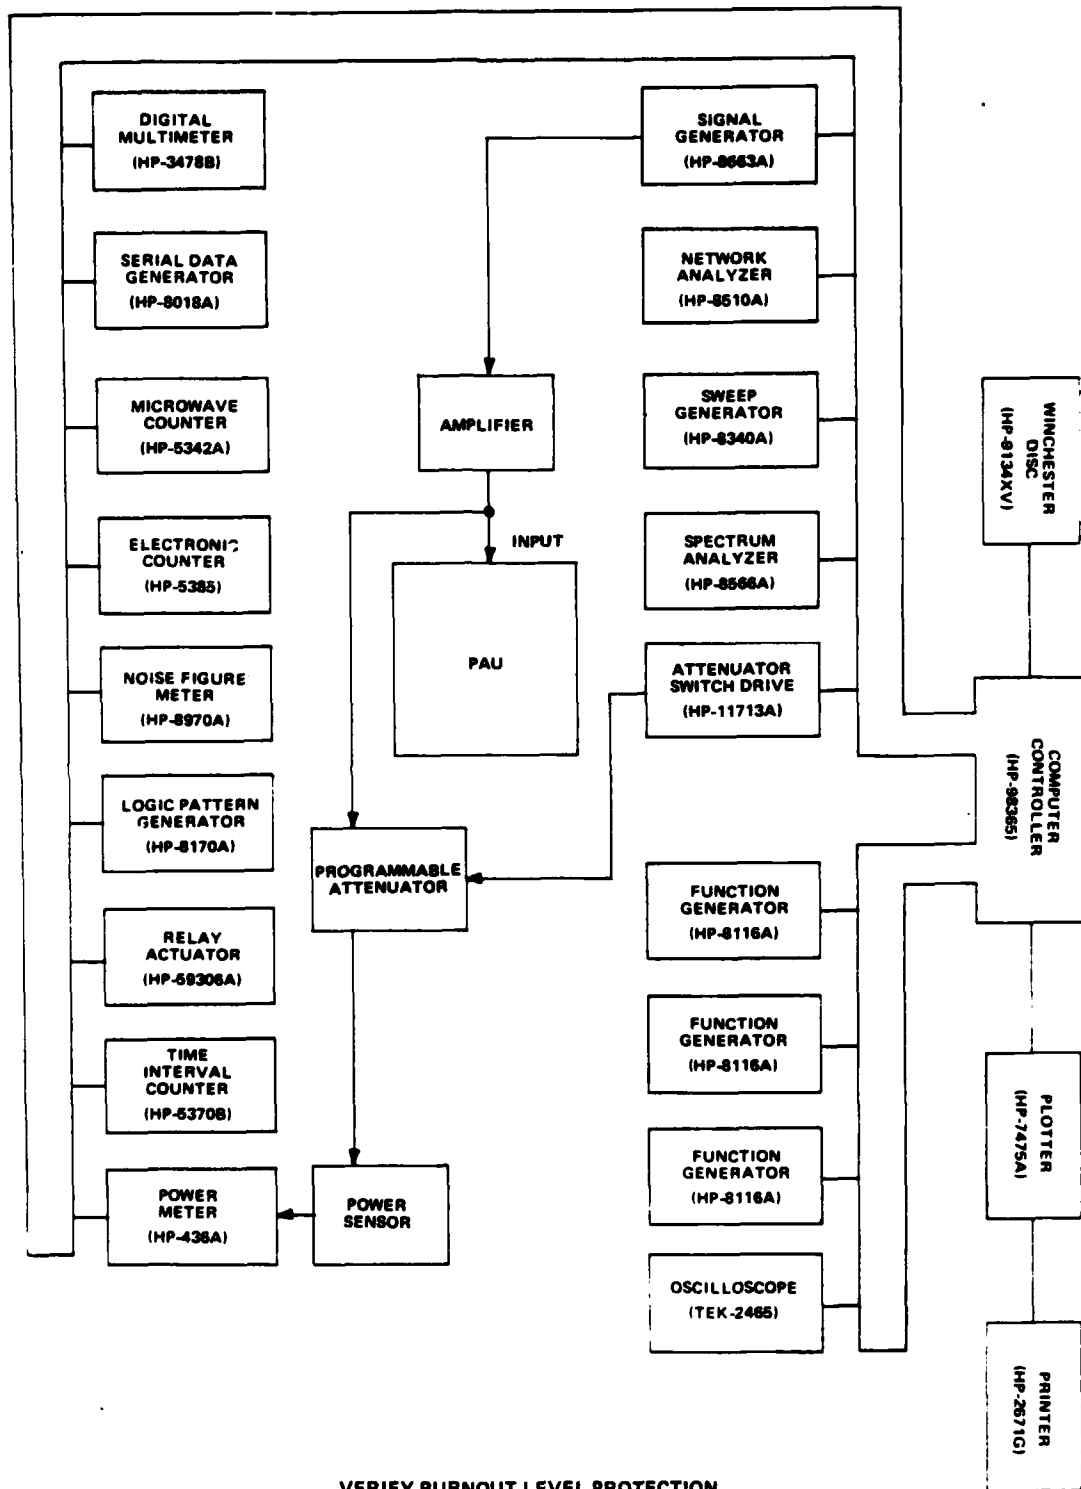 DIGITAL
MULTIMETER
(HP-3478B)
SERIAL DATA
GENERATOR
(HP-8018A)
MICROWAVE
COUNTER
(HP-5342A)
ELECTRONIC
COUNTER
(HP-5385)
NOISE FIGURE
METER
(HP-8970A)
LOGIC PATTERN
GENERATOR
(HP-8170A)
RELAY
ACTUATOR
(HP-59306A)
TIME
INTERVAL
COUNTER
(HP-5370B)
POWER
METER
(HP-436A)
AMPLIFIER
INPUT
PAU
PROGRAMMABLE
ATTENUATOR
POWER
SENSOR
SIGNAL
GENERATOR
(HP-8663A)
NETWORK
ANALYZER
(HP-8510A)
SWEEP
GENERATOR
(HP-8340A)
SPECTRUM
ANALYZER
(HP-8566A)
ATTENUATOR
SWITCH DRIVE
(HP-11713A)
FUNCTION
GENERATOR
(HP-8116A)
FUNCTION
GENERATOR
(HP-8116A)
FUNCTION
GENERATOR
(HP-8116A)
OSCILLOSCOPE
(TEK-2465)
WINCHESTER
DISC
(HP-9134XV)
COMPUTER
CONTROLLER
(HP-98365)
PLOTTER
(HP-7475A)
PRINTER
(HP-2671G)
VERIFY BURNOUT LEVEL PROTECTION